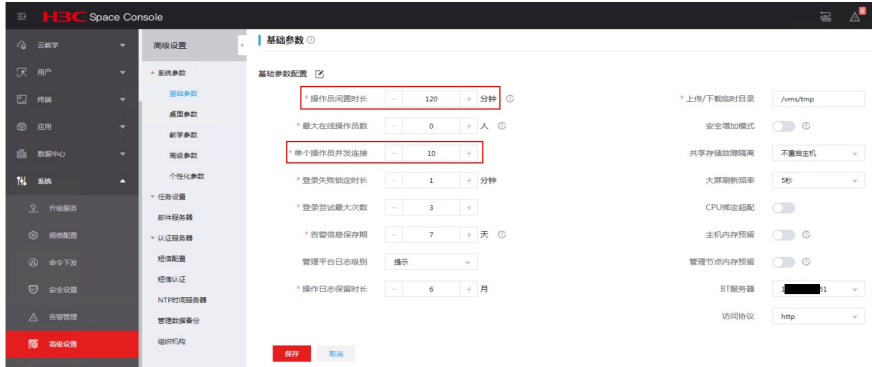 H3C Space Console
6
云教学
用户
终端
应用
数据中心
系统
升级服务
规格配置
命令下发
安全设置
告警管理
高级设置
高级设置
系统参数
基础参数
桌面参数
教学参数
高级参数
个性化参数
任务设置
邮件服务器
认证服务器
短信配置
短信认证
NTP时间服务器
管理数据备份
组织机构
基础参数
基础参数配置
* 操作员闲置时长 - 120 + 分钟
* 最大在线操作员数 - 0 + 人
* 单个操作员并发连接 - 10 +
* 登录失败锁定时长 - 1 + 分钟
* 登录尝试最大次数 - 3 +
* 告警信息保存期 - 7 + 天
管理平台日志级别 提示
* 操作日志保留时长 - 6 + 月
* 上传/下载临时目录 /vms/tmp
安全增加模式
共享存储故障隔离 不重启主机
大屏刷新频率 5秒
CPU绑定超配
主机内存预留
管理节点内存预留
BT服务器 1 51
访问协议 http
保存 取消